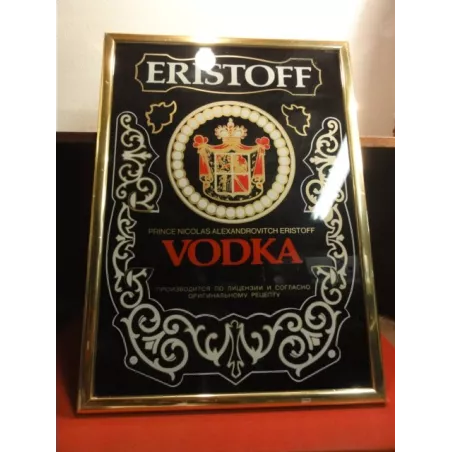 ERISTOFF
PRINCE NICOLAS ALEXANDROVITCH ERISTOFF
VODKA
ПРОИЗВОДИТСЯ ПО ЛИЦЕНЗИИ И СОГЛАСНО
ОРИГИНАЛЬНОМУ РЕЦЕПТУ